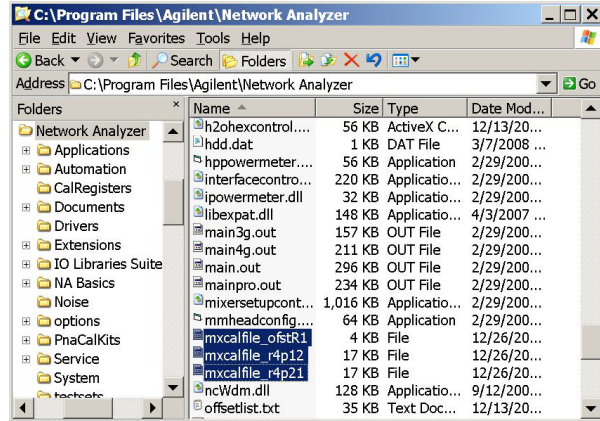 C:\Program Files\Agilent\Network Analyzer
File Edit View Favorites Tools Help
Back Search Folders
Address C:\Program Files\Agilent\Network Analyzer Go
Folders × Name Size Type Date Mod...
Network Analyzer h2ohexcontrol.... 56 KB ActiveX C... 12/13/20...
Applications hdd.dat 1 KB DAT File 3/7/2008 ...
Automation hppowermeter.... 56 KB Application 2/29/200...
CalRegisters interfacecontro... 220 KB Applicatio... 2/29/200...
Documents ipowermeter.dll 32 KB Applicatio... 2/29/200...
Drivers libexpat.dll 148 KB Applicatio... 4/3/2007 ...
Extensions main3g.out 157 KB OUT File 2/29/200...
IO Libraries Suite main4g.out 211 KB OUT File 2/29/200...
NA Basics main.out 296 KB OUT File 2/29/200...
Noise mainpro.out 234 KB OUT File 2/29/200...
options mixersetupcont... 1,016 KB Applicatio... 2/29/200...
PnaCalKits mmheadconfig.... 64 KB Application 2/29/200...
Service mxcalfile_ofstR1 4 KB File 12/26/20...
System mxcalfile_r4p12 17 KB File 12/26/20...
testsets mxcalfile_r4p21 17 KB File 12/26/20...
ncWdm.dll 128 KB Applicatio... 9/12/200...
offsetlist.txt 35 KB Text Doc... 12/13/20...